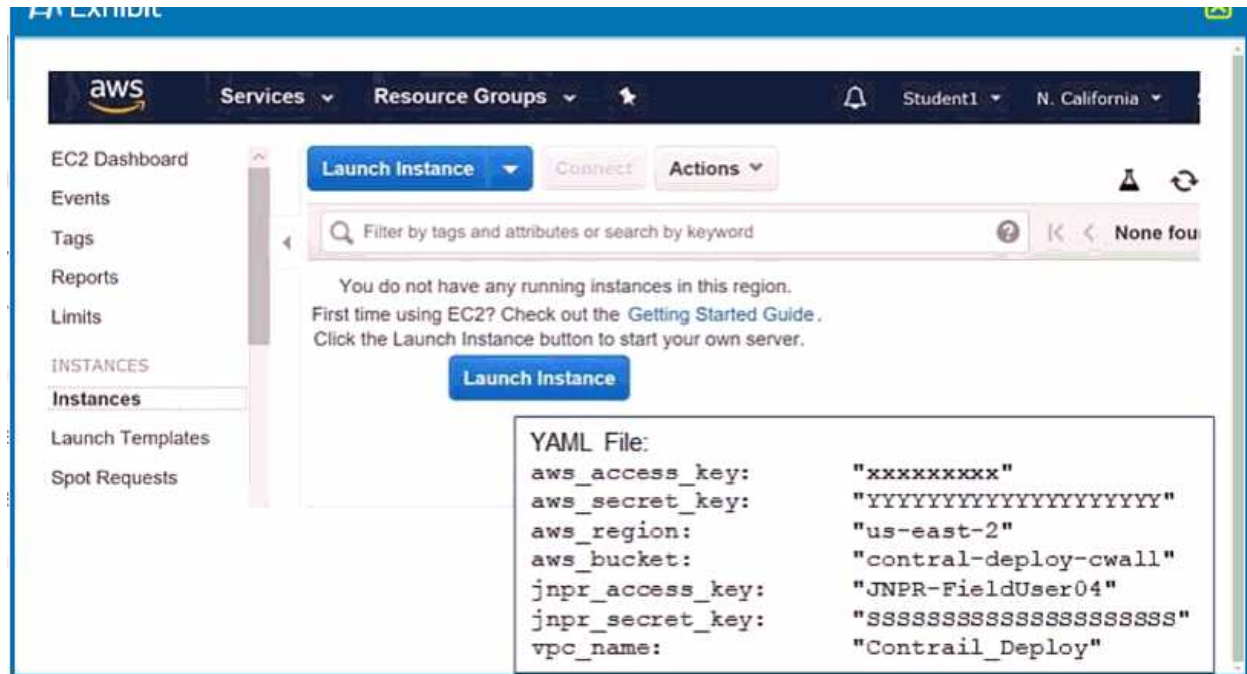 Exhibit
aws Services Resource Groups Student1 N. California
EC2 Dashboard
Events
Tags
Reports
Limits
INSTANCES
Instances
Launch Templates
Spot Requests
Launch Instance Connect Actions
Filter by tags and attributes or search by keyword None fou
You do not have any running instances in this region.
First time using EC2? Check out the Getting Started Guide.
Click the Launch Instance button to start your own server.
Launch Instance
YAML File:
aws_access_key: "xxxxxxxxx"
aws_secret_key: "YYYYYYYYYYYYYYYYYYYY"
aws_region: "us-east-2"
aws_bucket: "contral-deploy-cwall"
jnpr_access_key: "JNPR-FieldUser04"
jnpr_secret_key: "SSSSSSSSSSSSSSSSSSSSS"
vpc_name: "Contrail_Deploy"